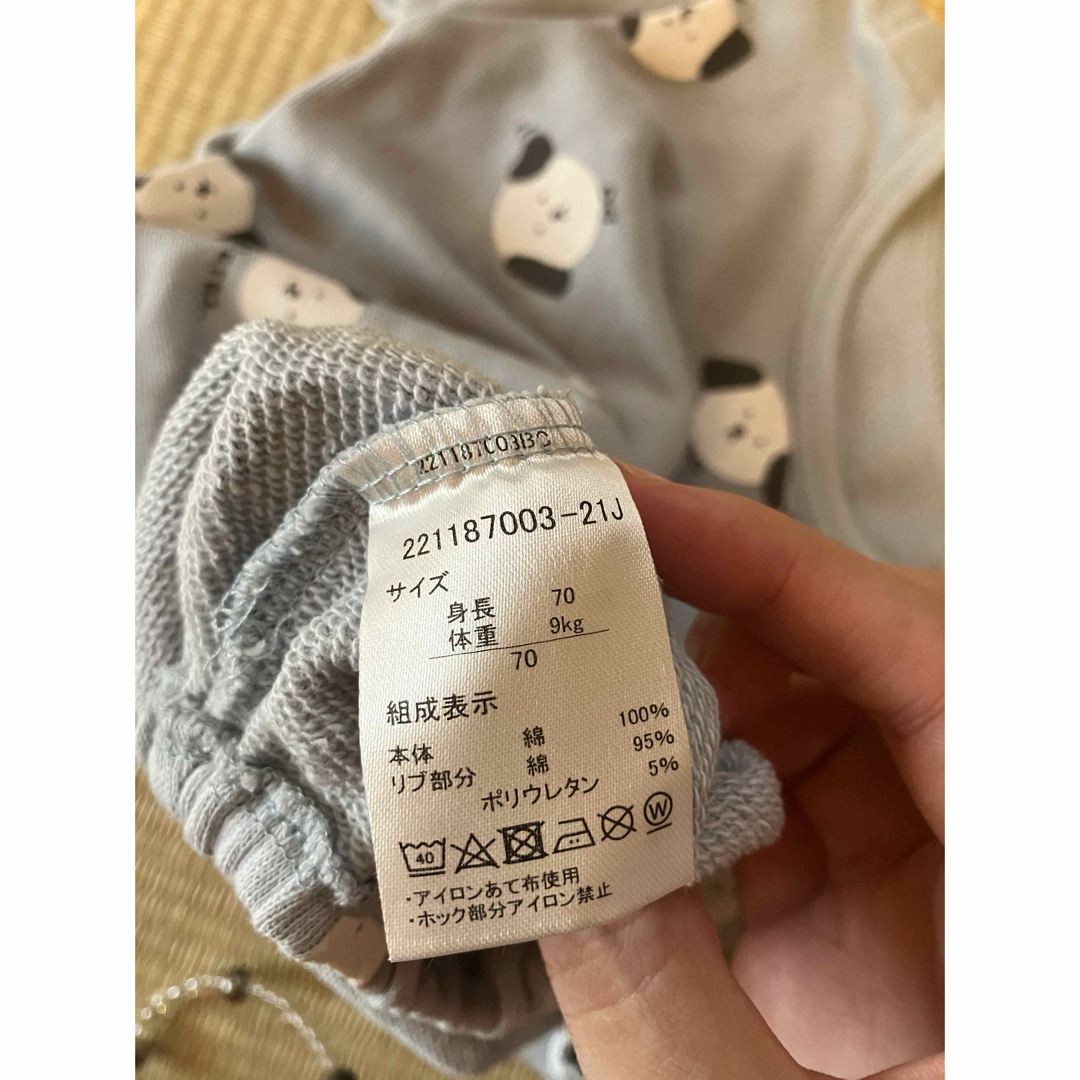 221187003-21J
サイズ
身長 70
体重 9kg
70
組成表示
本体 綿 100%
リブ部分 綿 95%
ポリウレタン 5%
40
W
・アイロンあて布使用
・ホック部分アイロン禁止